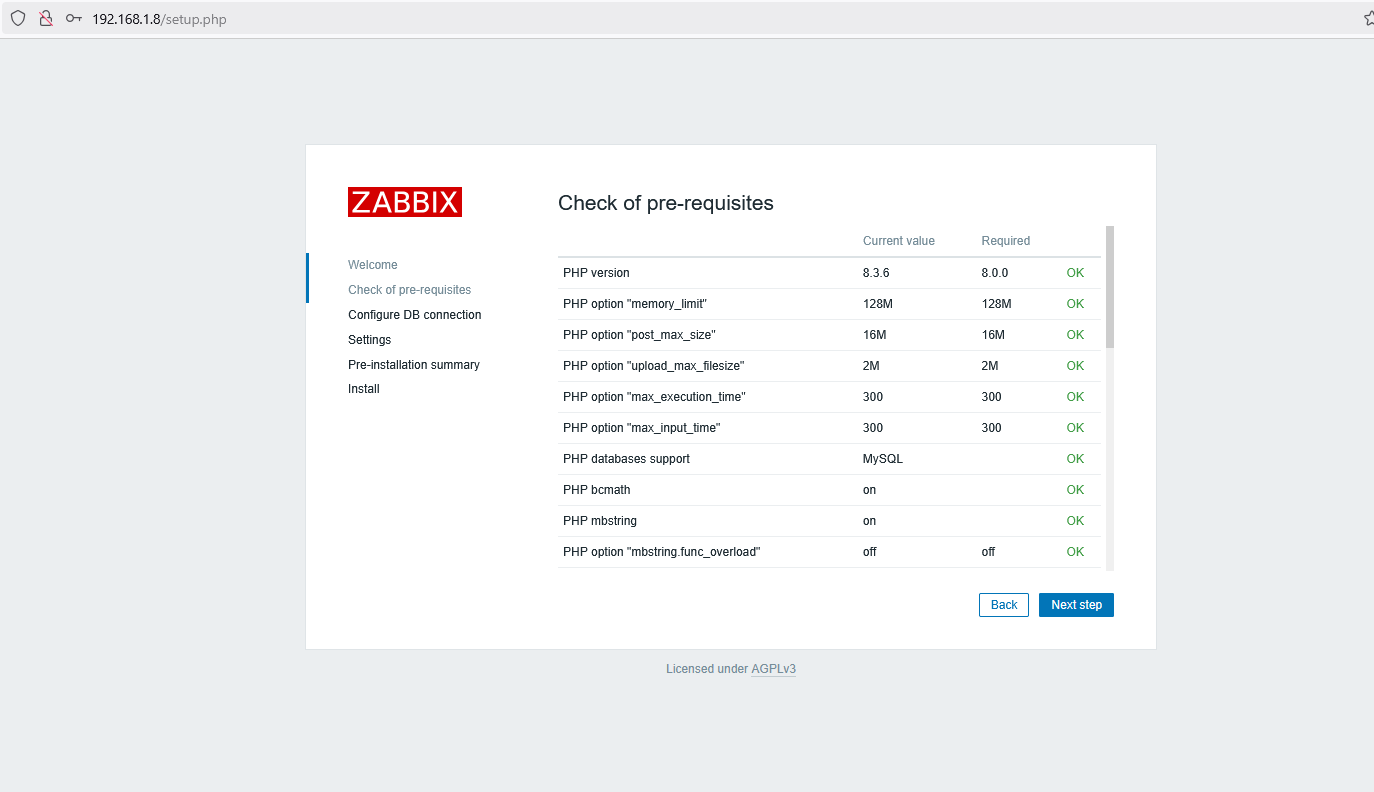 192.168.1.8/setup.php
ZABBIX
Welcome
Check of pre-requisites
Configure DB connection
Settings
Pre-installation summary
Install
Check of pre-requisites
Current value Required
PHP version 8.3.6 8.0.0 OK
PHP option "memory_limit" 128M 128M OK
PHP option "post_max_size" 16M 16M OK
PHP option "upload_max_filesize" 2M 2M OK
PHP option "max_execution_time" 300 300 OK
PHP option "max_input_time" 300 300 OK
PHP databases support MySQL OK
PHP bcmath on OK
PHP mbstring on OK
PHP option "mbstring.func_overload" off off OK
Back Next step
Licensed under AGPLv3